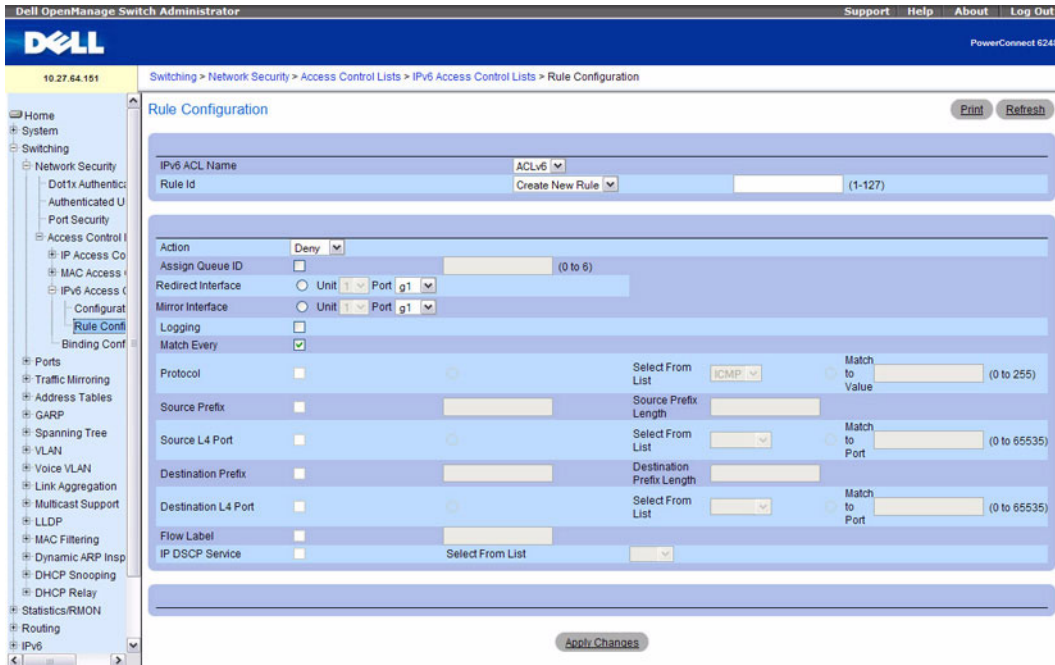 Dell OpenManage Switch Administrator Support Help About Log Out
DELL
PowerConnect 6248
10.27.64.151
Switching > Network Security > Access Control Lists > IPv6 Access Control Lists > Rule Configuration
Home
System
Switching
Network Security
Dot1x Authentica
Authenticated U
Port Security
Access Control l
IP Access Co
MAC Access
IPv6 Access C
Configurat
Rule Confi
Binding Conf
Ports
Traffic Mirroring
Address Tables
GARP
Spanning Tree
VLAN
Voice VLAN
Link Aggregation
Multicast Support
LLDP
MAC Filtering
Dynamic ARP Insp
DHCP Snooping
DHCP Relay
Statistics/RMON
Routing
IPv6
Rule Configuration
Print Refresh
IPv6 ACL Name ACLv6
Rule Id Create New Rule (1-127)
Action Deny
Assign Queue ID (0 to 6)
Redirect Interface Unit 1 Port g1
Mirror Interface Unit 1 Port g1
Logging
Match Every
Protocol Select From List ICMP Match to Value (0 to 255)
Source Prefix Source Prefix Length
Source L4 Port Select From List Match to Port (0 to 65535)
Destination Prefix Destination Prefix Length
Destination L4 Port Select From List Match to Port (0 to 65535)
Flow Label
IP DSCP Service Select From List
Apply Changes